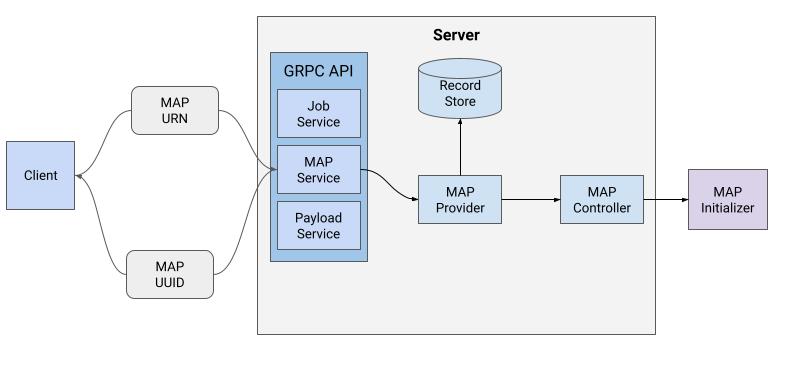 Server
GRPC API
Job
Service
MAP
Service
Payload
Service
Record
Store
MAP
URN
Client
MAP
UUID
MAP
Provider
MAP
Controller
MAP
Initializer